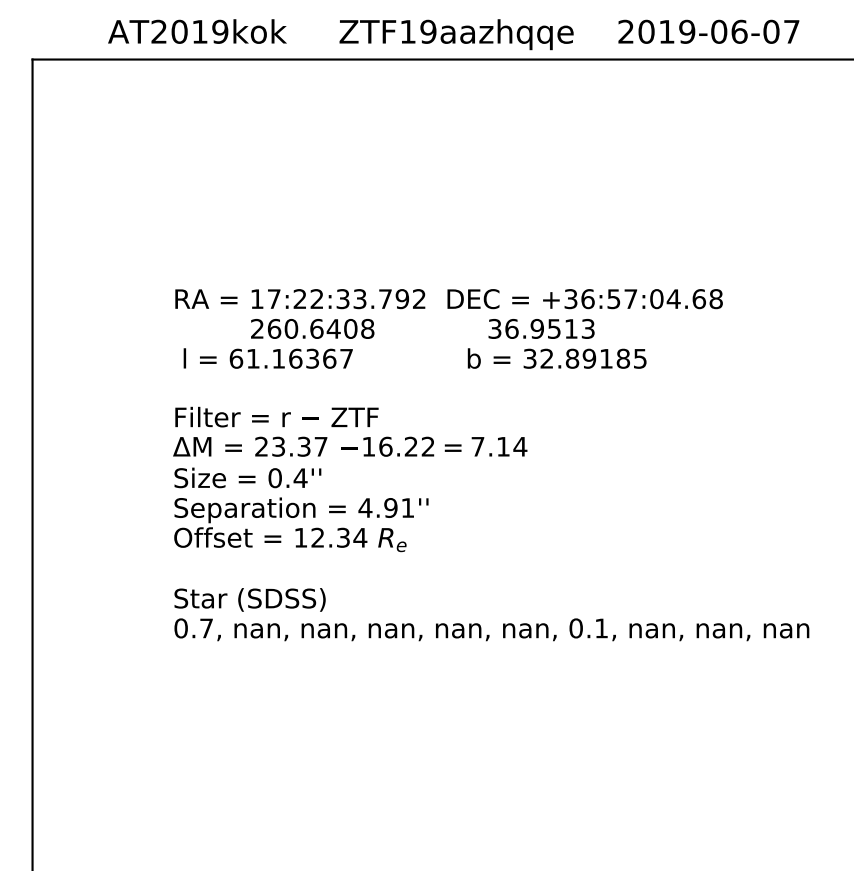 AT2019kok ZTF19aazhqqe 2019-06-07
RA = 17:22:33.792 DEC = +36:57:04.68
260.6408 36.9513
l = 61.16367 b = 32.89185
Filter = r − ZTF
ΔM = 23.37 −16.22 = 7.14
Size = 0.4''
Separation = 4.91''
Offset = 12.34 Rₑ
Star (SDSS)
0.7, nan, nan, nan, nan, nan, 0.1, nan, nan, nan